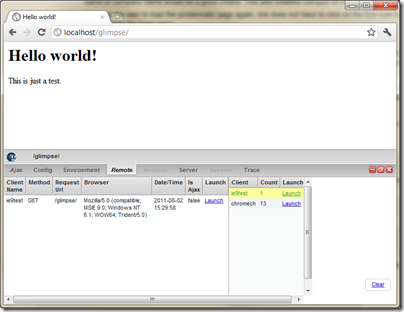 Hello world!
localhost/glimpse/
Hello world!
This is just a test.
/glimpse/
Ajax Config Environment Remote Request Server Session Trace
Client Name Method Request Url Browser Date/Time Is Ajax Launch
ie9test GET /glimpse/ Mozilla/5.0 (compatible; MSIE 9.0; Windows NT 6.1; WOW64; Trident/5.0) 2011-08-02 15:29:58 false Launch
Client Count Launch
ie9test 1 Launch
chromech 13 Launch
Clear